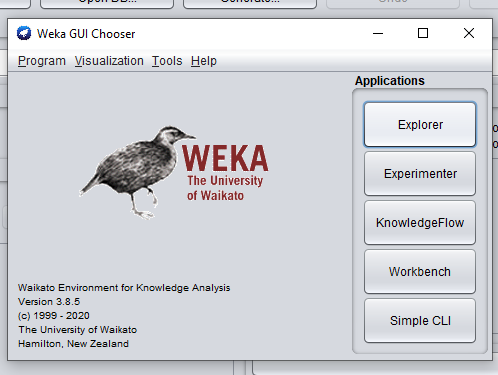 Open DB...
Generate...
Undo
Weka GUI Chooser
Program Visualization Tools Help
Applications
WEKA
The University
of Waikato
Explorer
Experimenter
KnowledgeFlow
Workbench
Simple CLI
Waikato Environment for Knowledge Analysis
Version 3.8.5
(c) 1999 - 2020
The University of Waikato
Hamilton, New Zealand